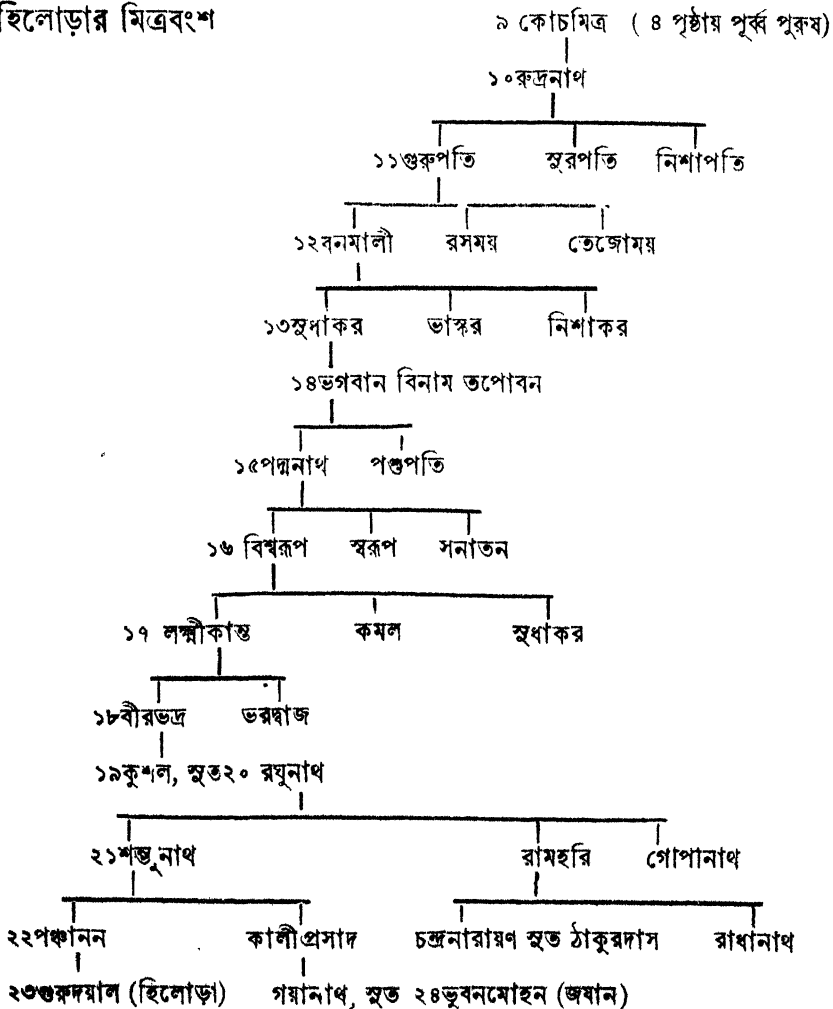 হিলোড়ার মিত্রবংশ ৯ কোচমিত্র ( ৪ পৃষ্ঠায় পূর্ব্ব পুরুষ)
১০রুদ্রনাথ
১১গুরুপতি সুরপতি নিশাপতি
১২বনমালী রসময় তেজোময়
১৩সুধাকর ভাস্কর নিশাকর
১৪ভগবান বিনাম তপোবন
১৫পদ্মনাথ পশুপতি
১৬ বিশ্বরূপ স্বরূপ সনাতন
১৭ লক্ষ্মীকান্ত কমল সুধাকর
১৮বীরভদ্র ভরদ্বাজ
১৯কুশল, সুত২০ রঘুনাথ
২১শম্ভুনাথ রামহরি গোপীনাথ
২২পঞ্চানন কালীপ্রসাদ চন্দ্রনারায়ণ সুত ঠাকুরদাস রাধানাথ
২৩গুরুদয়াল (হিলোড়া) গয়ানাথ, সুত ২৪ভুবনমোহন (জযান)